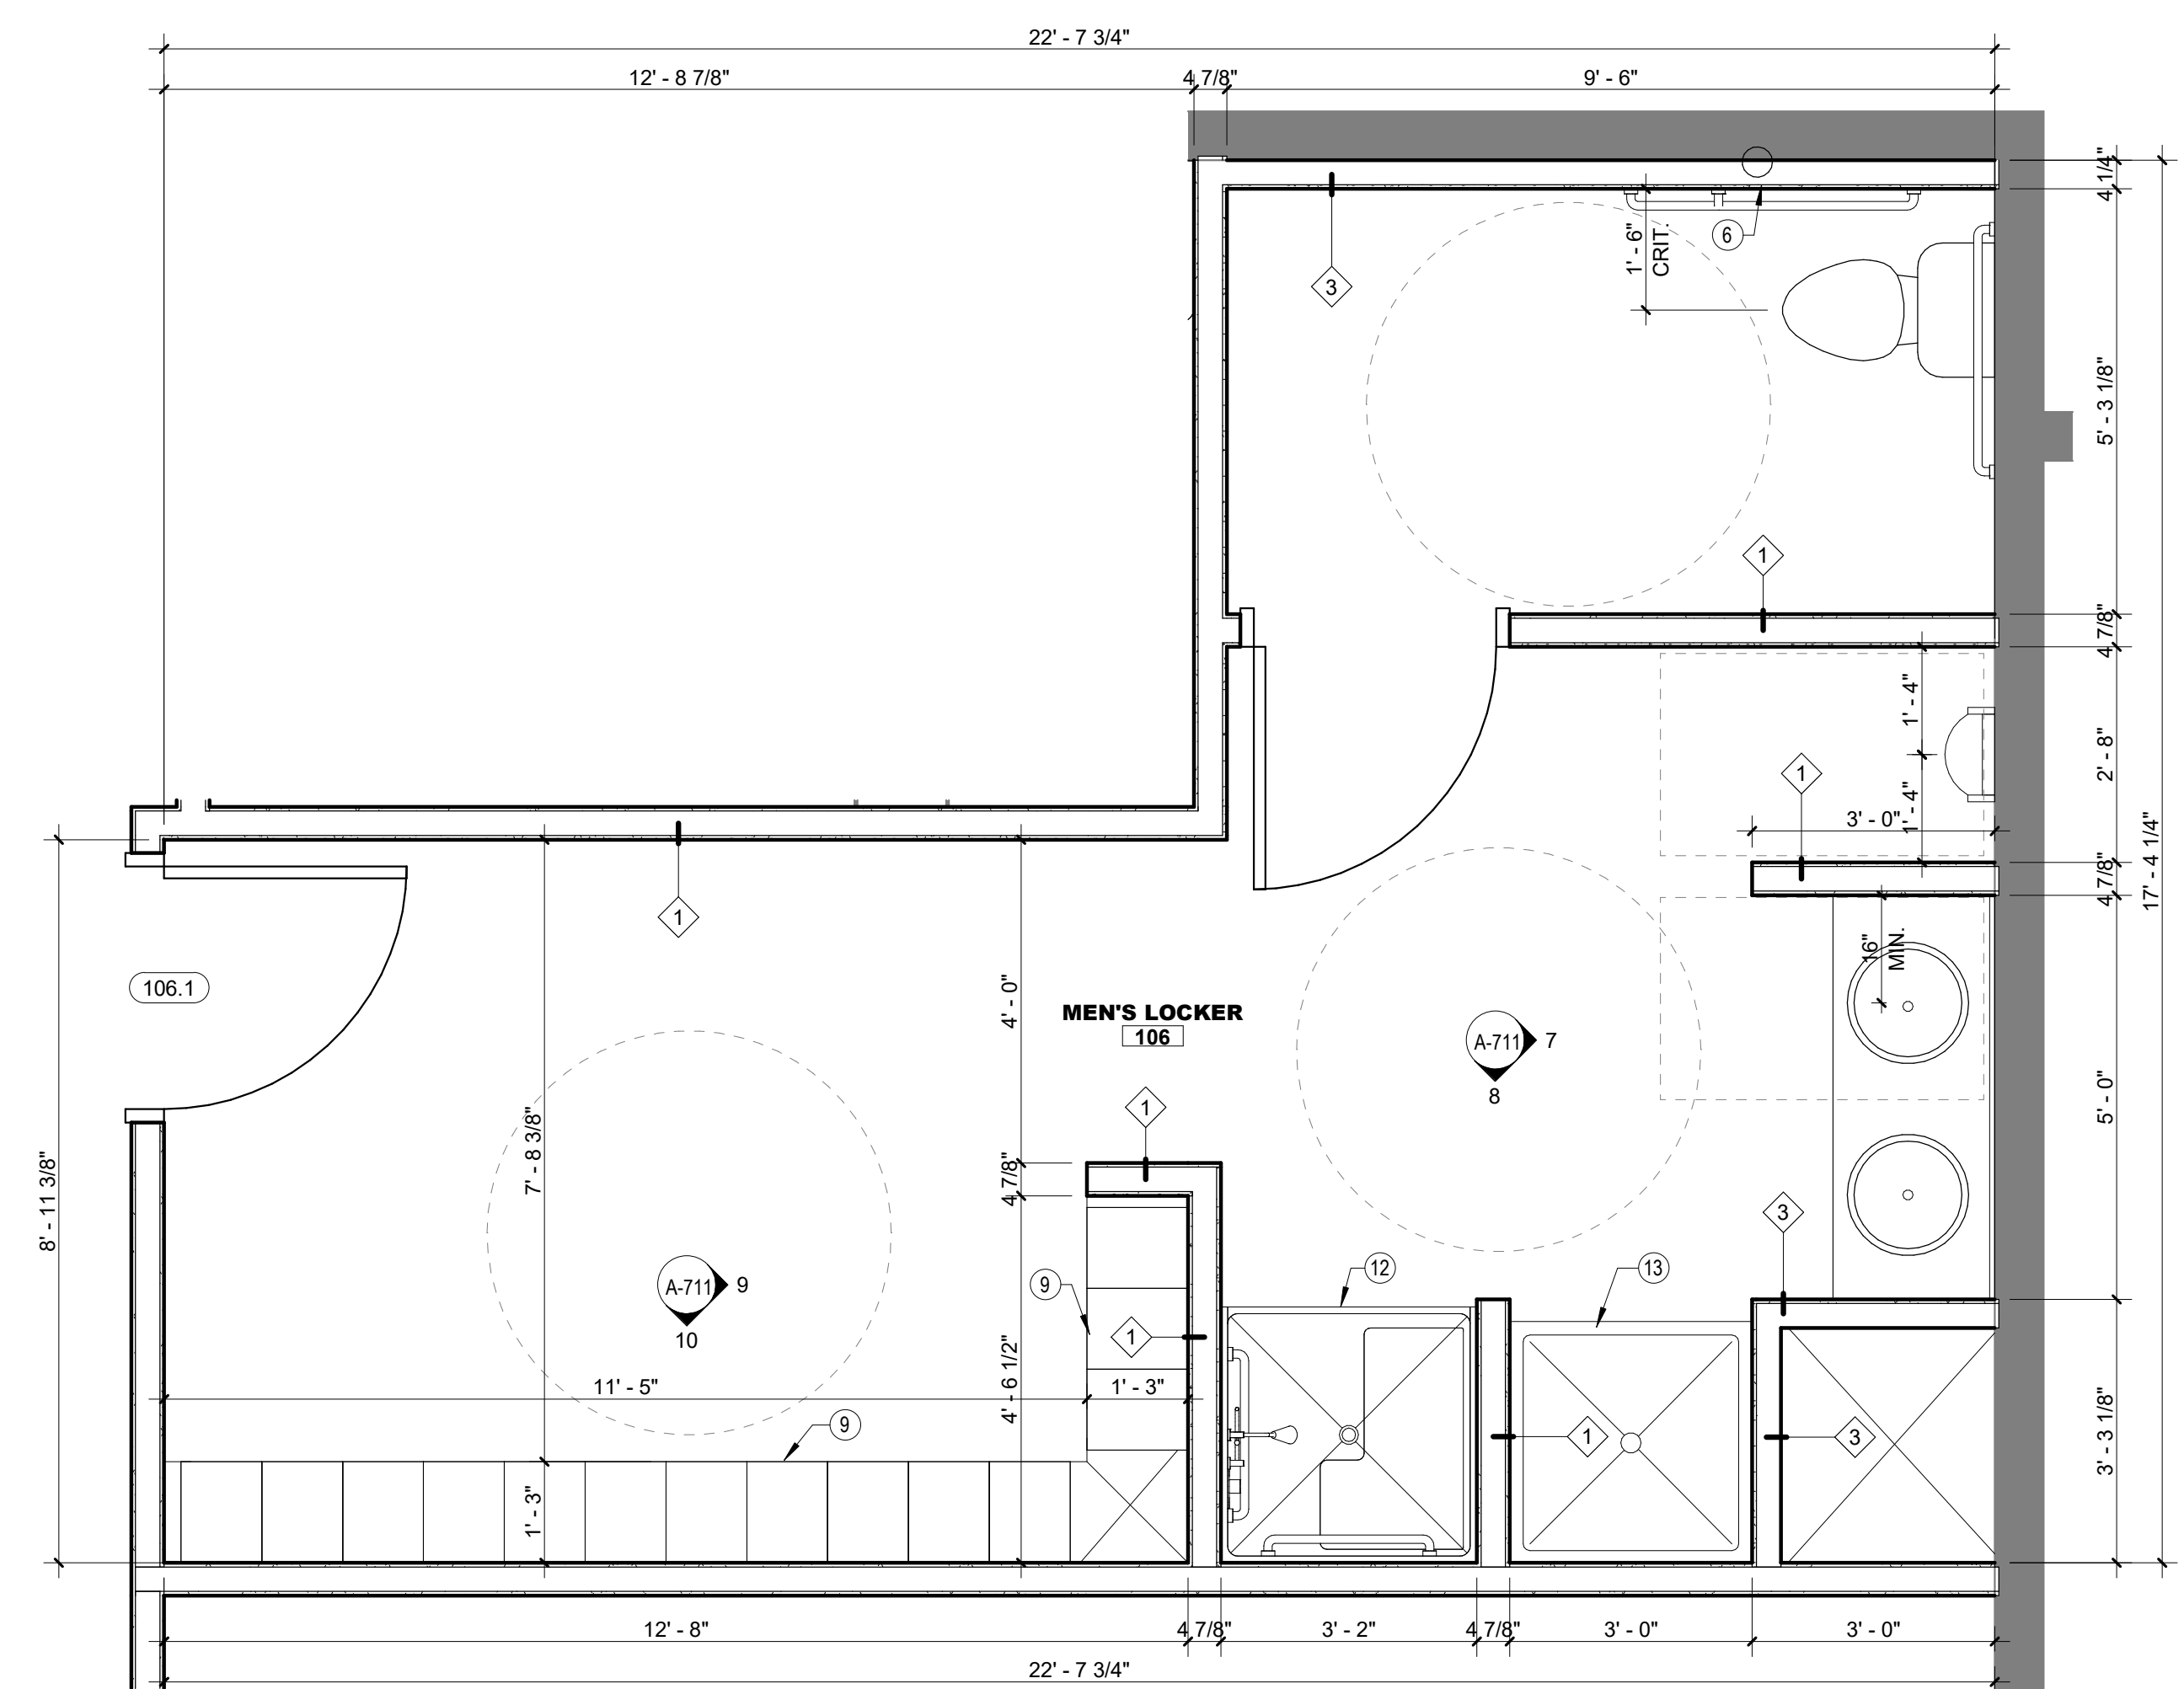 22' - 7 3/4"
12' - 8 7/8"
4 7/8"
9' - 6"
4 1/4"
6
1' - 6"
CRIT.
3
5' - 3 1/8"
1
4 7/8"
1' - 4"
2' - 8"
1
1' - 4"
3' - 0"
17' - 4 1/4"
4 7/8"
1
16"
MIN.
106.1
4' - 0"
MEN'S LOCKER
106
A-711
7
8
1
5' - 0"
7' - 8 3/8"
8' - 11 3/8"
4 7/8"
3
12
13
A-711
9
10
9
1
4' - 6 1/2"
11' - 5"
1' - 3"
9
1
3
3' - 3 1/8"
1' - 3"
12' - 8"
4 7/8"
3' - 2"
4 7/8"
3' - 0"
3' - 0"
22' - 7 3/4"